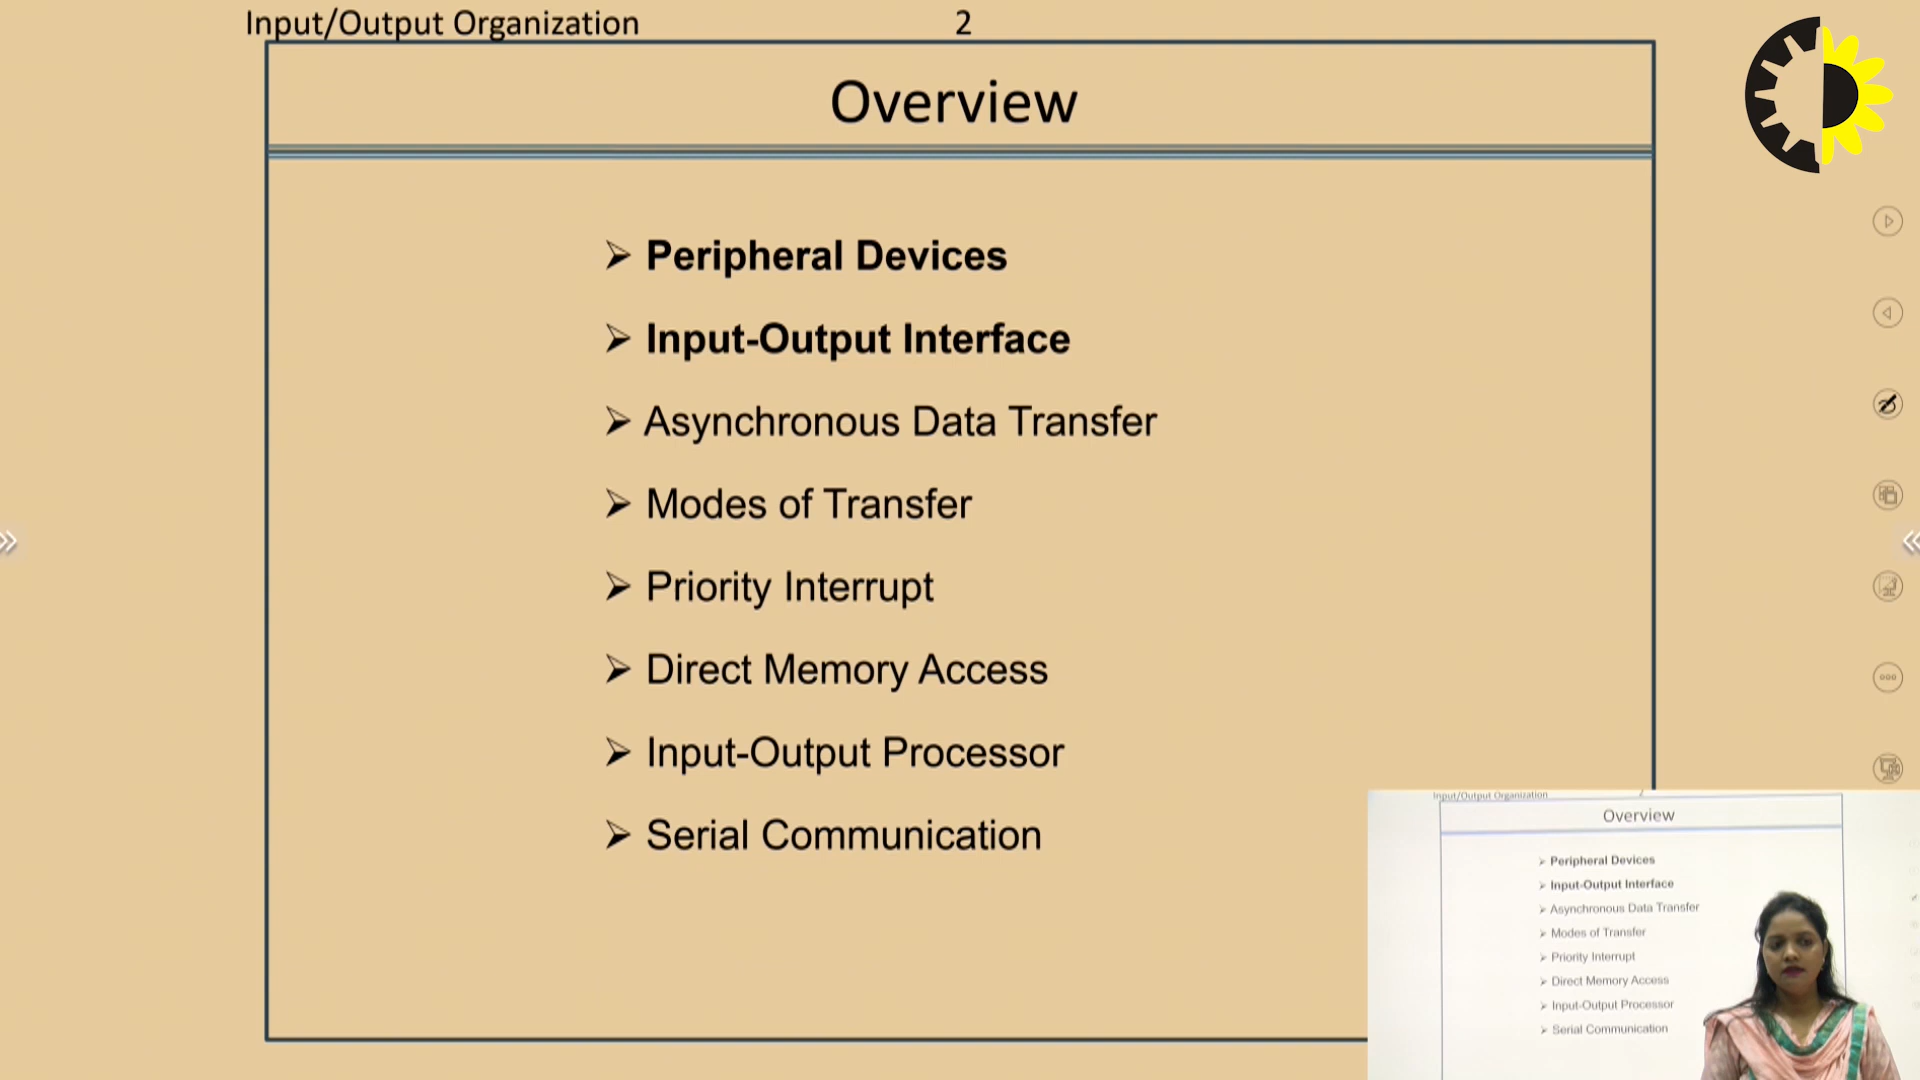 Input/Output Organization 2
Overview
➢ Peripheral Devices
➢ Input-Output Interface
➢ Asynchronous Data Transfer
➢ Modes of Transfer
➢ Priority Interrupt
➢ Direct Memory Access
➢ Input-Output Processor
➢ Serial Communication
Input/Output Organization 2
Overview
➢ Peripheral Devices
➢ Input-Output Interface
➢ Asynchronous Data Transfer
➢ Modes of Transfer
➢ Priority Interrupt
➢ Direct Memory Access
➢ Input-Output Processor
➢ Serial Communication